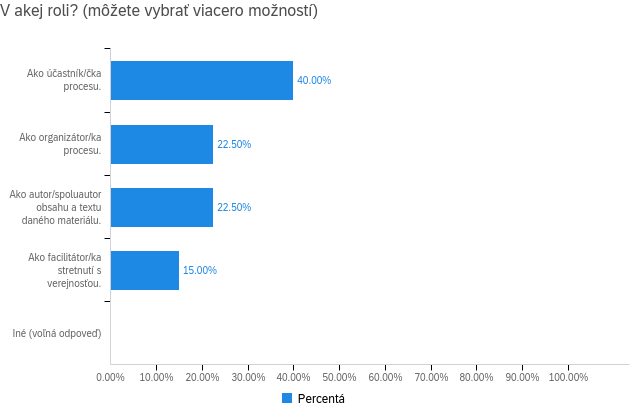 V akej roli? (môžete vybrať viacero možností)
Ako účastník/čka
procesu.
40.00%
Ako organizátor/ka
procesu.
22.50%
Ako autor/spoluautor
obsahu a textu
daného materiálu.
22.50%
Ako facilitátor/ka
stretnutí s
verejnosťou.
15.00%
Iné (voľná odpoveď)
0.00% 10.00% 20.00% 30.00% 40.00% 50.00% 60.00% 70.00% 80.00% 90.00% 100.00%
Percentá